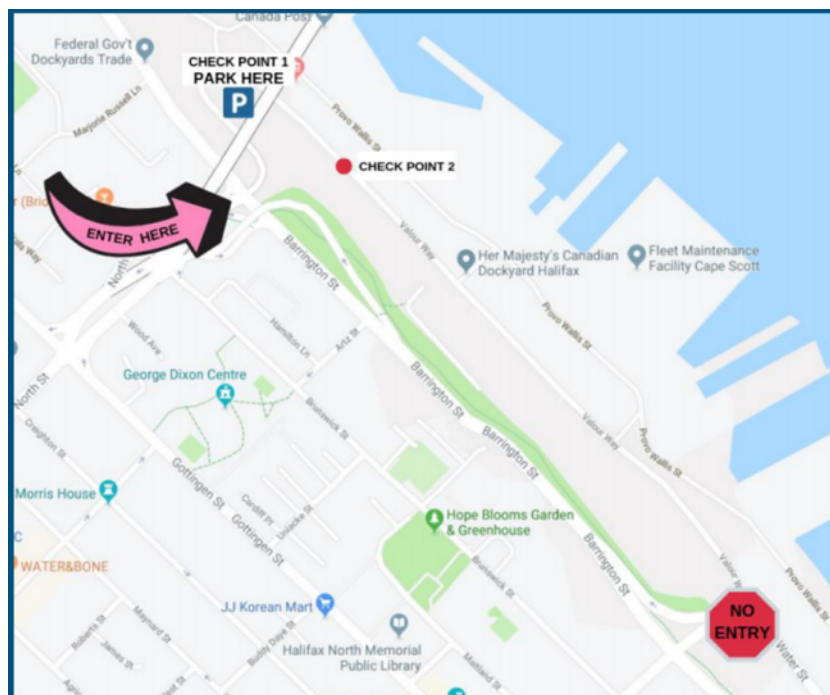 Canada Post
Federal Gov't
Dockyards Trade
CHECK POINT 1
PARK HERE
P
Marjorie Russell Ln
Provo Wallis St
CHECK POINT 2
ENTER HERE
North
Barrington St
Valour Way
Her Majesty's Canadian
Dockyard Halifax
Fleet Maintenance
Facility Cape Scott
Provo Wallis St
Wood Ave
Hamilton Ln
Artz St
North St
George Dixon Centre
Barrington St
Creighton St
Brunswick St
Barrington St
Valour Way
Provo Wallis St
Gottingen St
Morris House
Cardiff Pl
Uniacke St
Gottingen St
Hope Blooms Garden
& Greenhouse
Barrington St
WATER&BONE
Brunswick St
Valour W
Provo Wallis St
JJ Korean Mart
NO
ENTRY
Roberts St
Maynard St
James St
Buddy Daye St
Halifax North Memorial
Public Library
Maitland St
Water St